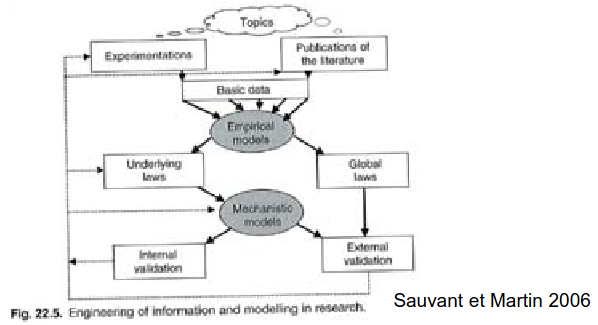 Topics
Experimentations
Publications of
the literature
Basic data
Empirical
models
Underlying
laws
Global
laws
Mechanistic
models
Internal
validation
External
validation
Fig. 22.5. Engineering of information and modelling in research.
Sauvant et Martin 2006